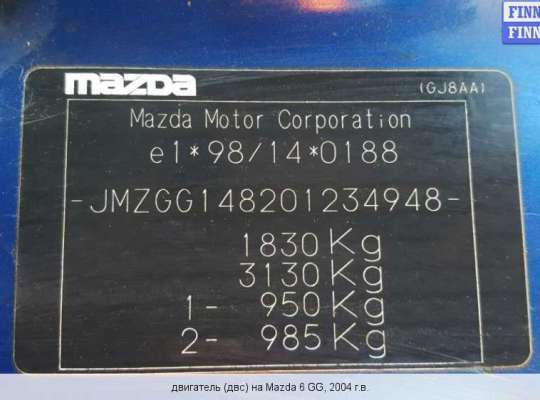 FINN
FINN
mazda (GJ8AA)
Mazda Motor Corporation
e1*98/14*0188
-JMZGG148201234948-
1830Kg
3130Kg
1- 950Kg
2- 985Kg
двигатель (двс) на Mazda 6 GG, 2004 г.в.